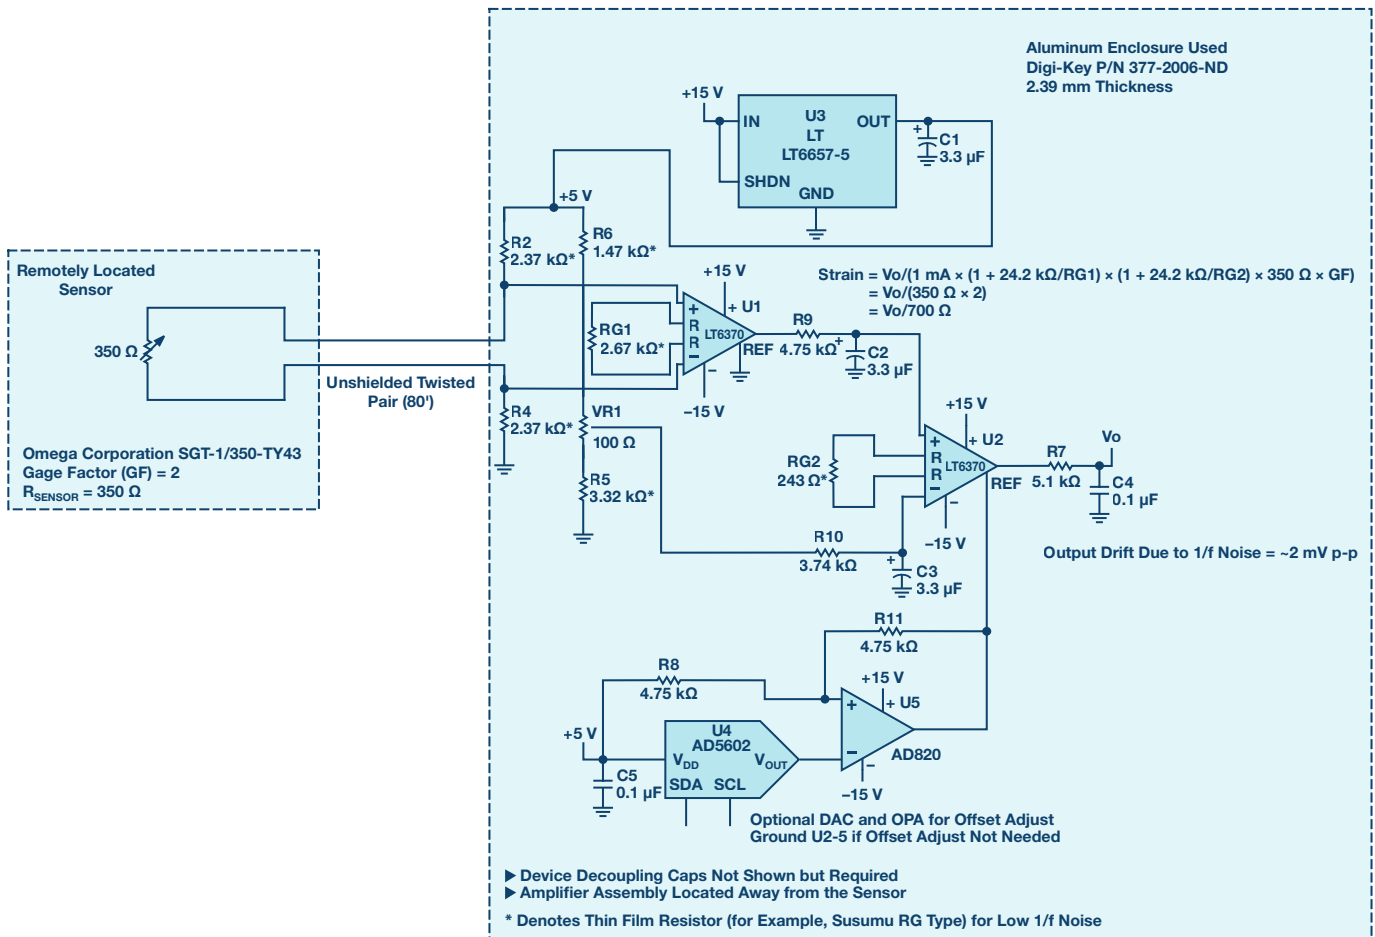 Aluminum Enclosure Used
Digi-Key P/N 377-2006-ND
2.39 mm Thickness
+15 V
IN
U3
LT
LT6657-5
OUT
SHDN
GND
+
C1
3.3 µF
+5 V
R2
2.37 kΩ*
R6
1.47 kΩ*
Remotely Located
Sensor
350 Ω
Unshielded Twisted
Pair (80')
Omega Corporation SGT-1/350-TY43
Gage Factor (GF) = 2
RSENSOR = 350 Ω
+15 V
+ U1
+
R
R
–
LT6370
REF
–
–15 V
RG1
2.67 kΩ*
Strain = Vo/(1 mA × (1 + 24.2 kΩ/RG1) × (1 + 24.2 kΩ/RG2) × 350 Ω × GF)
= Vo/(350 Ω × 2)
= Vo/700 Ω
R9
4.75 kΩ
+
C2
3.3 µF
R4
2.37 kΩ*
VR1
100 Ω
R5
3.32 kΩ*
+15 V
+ U2
+
R
R
–
LT6370
REF
–
–15 V
RG2
243 Ω*
R7
5.1 kΩ
Vo
C4
0.1 µF
R10
3.74 kΩ
+
C3
3.3 µF
Output Drift Due to 1/f Noise = ~2 mV p-p
R11
4.75 kΩ
R8
4.75 kΩ
+15 V
+ U5
+
–
AD820
–
–15 V
+5 V
C5
0.1 µF
U4
AD5602
VDD
VOUT
SDA
SCL
Optional DAC and OPA for Offset Adjust
Ground U2-5 if Offset Adjust Not Needed
▶ Device Decoupling Caps Not Shown but Required
▶ Amplifier Assembly Located Away from the Sensor
* Denotes Thin Film Resistor (for Example, Susumu RG Type) for Low 1/f Noise